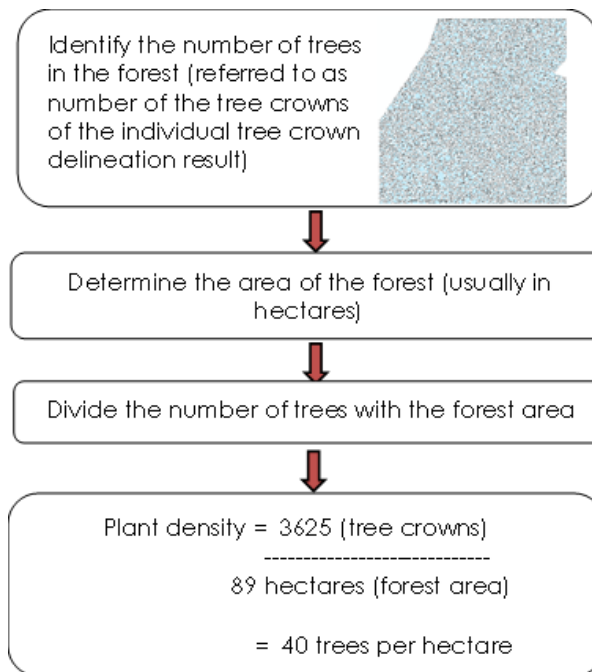 Identify the number of trees
in the forest (referred to as
number of the tree crowns
of the individual tree crown
delineation result)
Determine the area of the forest (usually in
hectares)
Divide the number of trees with the forest area
Plant density = 3625 (tree crowns)
----------------------------
89 hectares (forest area)
= 40 trees per hectare